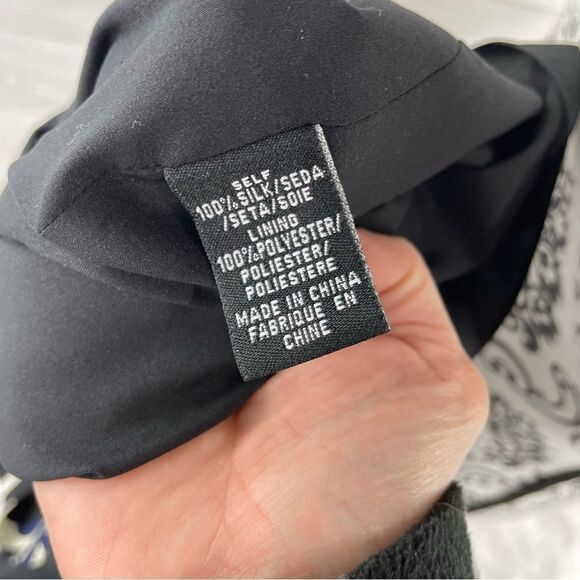 SELF
100% SILK/SEDA
/SETA/SOIE
LINING
100% POLYESTER/
POLIESTER/
POLIESTERE
MADE IN CHINA
FABRIQUE EN
CHINE